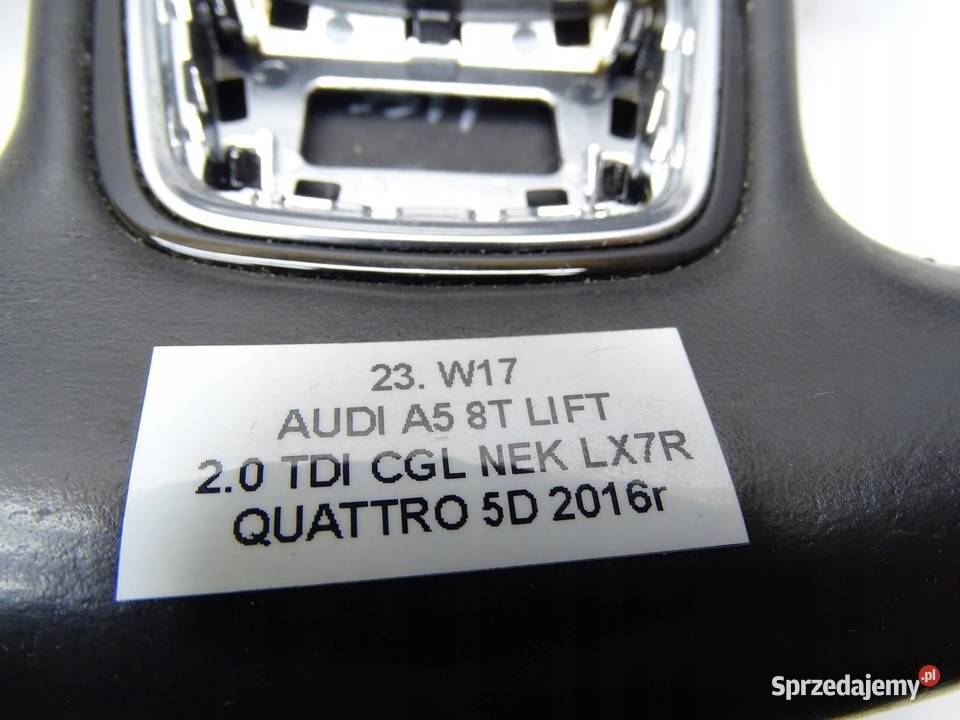 23. W17
AUDI A5 8T LIFT
2.0 TDI CGL NEK LX7R
QUATTRO 5D 2016r
Sprzedajemy.pl